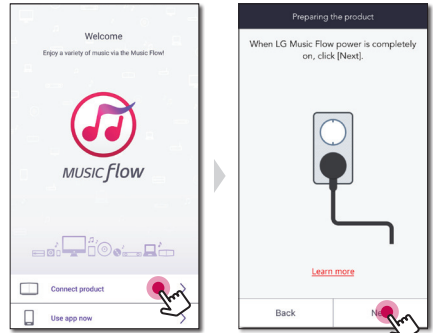 Welcome
Enjoy a variety of music via the Music Flow!
MUSIC flow
Connect product
Use app now
Preparing the product
When LG Music Flow power is completely
on, click [Next].
Learn more
Back